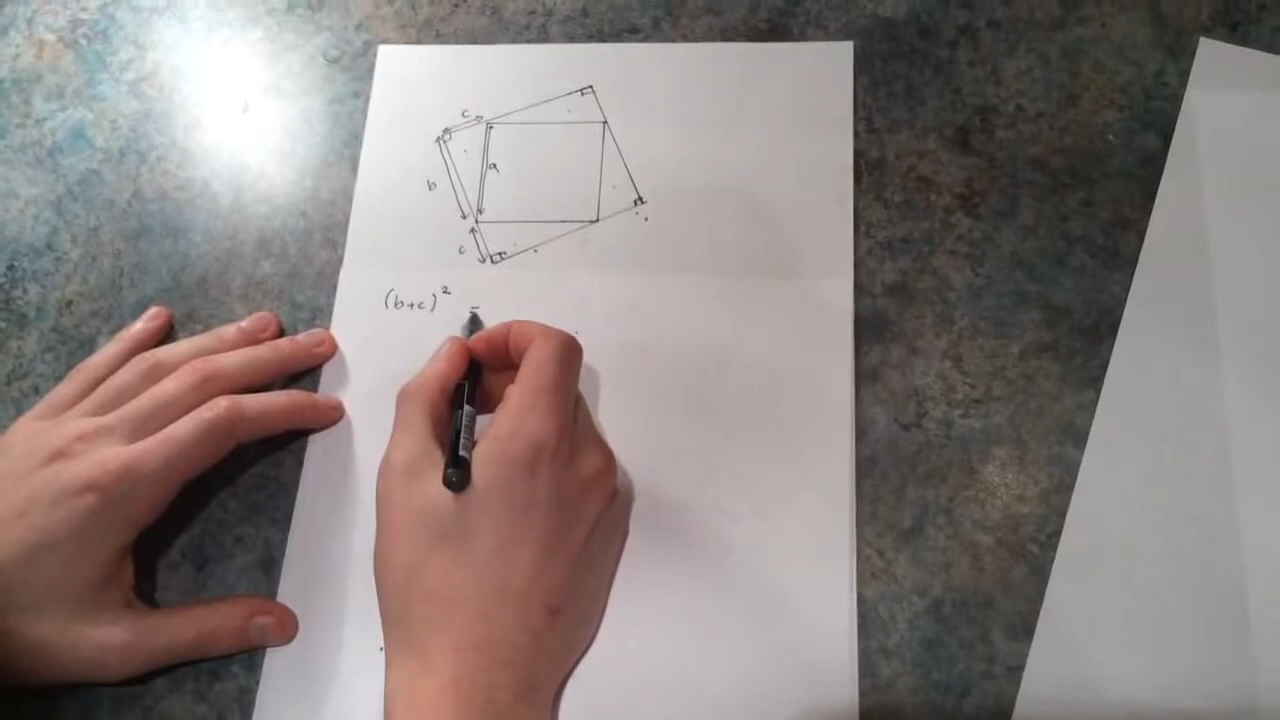 c
a
b
c
(b+c)² =